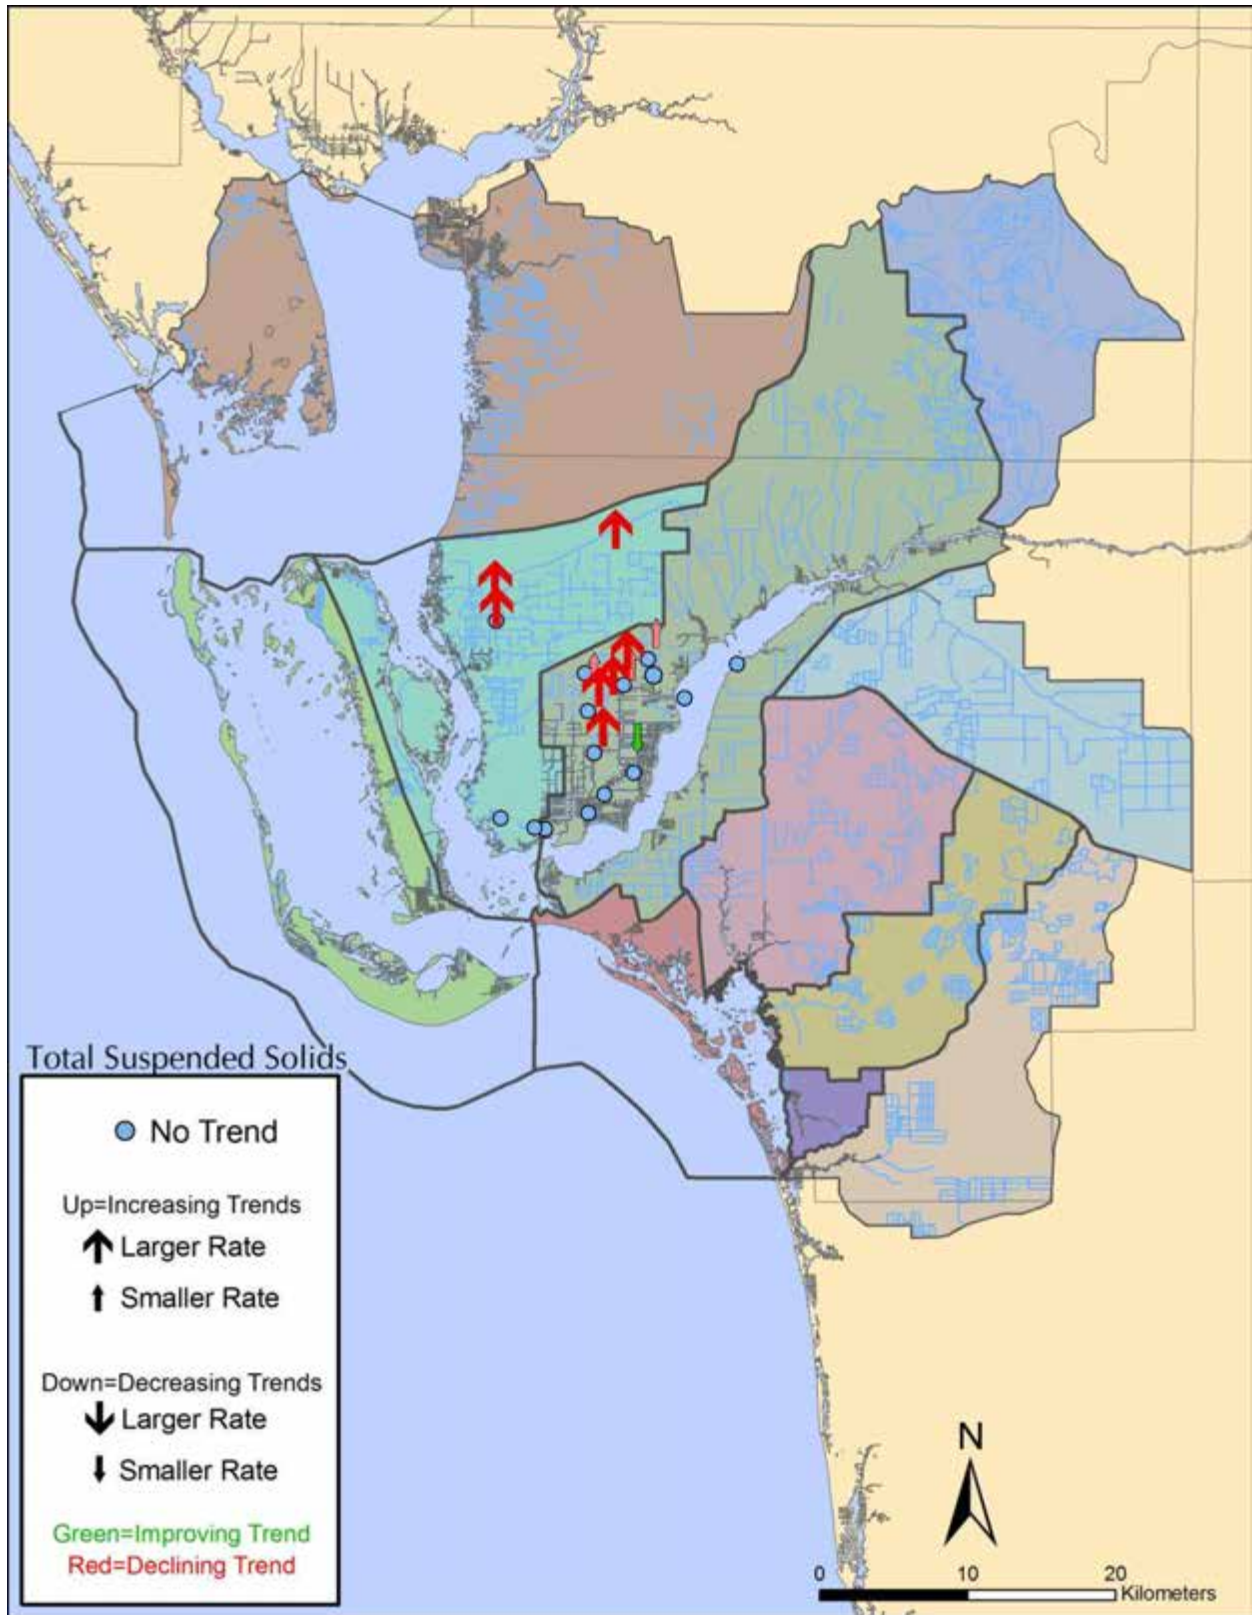 Total Suspended Solids
No Trend
Up=Increasing Trends
Larger Rate
Smaller Rate
Down=Decreasing Trends
Larger Rate
Smaller Rate
Green=Improving Trend
Red=Declining Trend
N
0 10 20
Kilometers